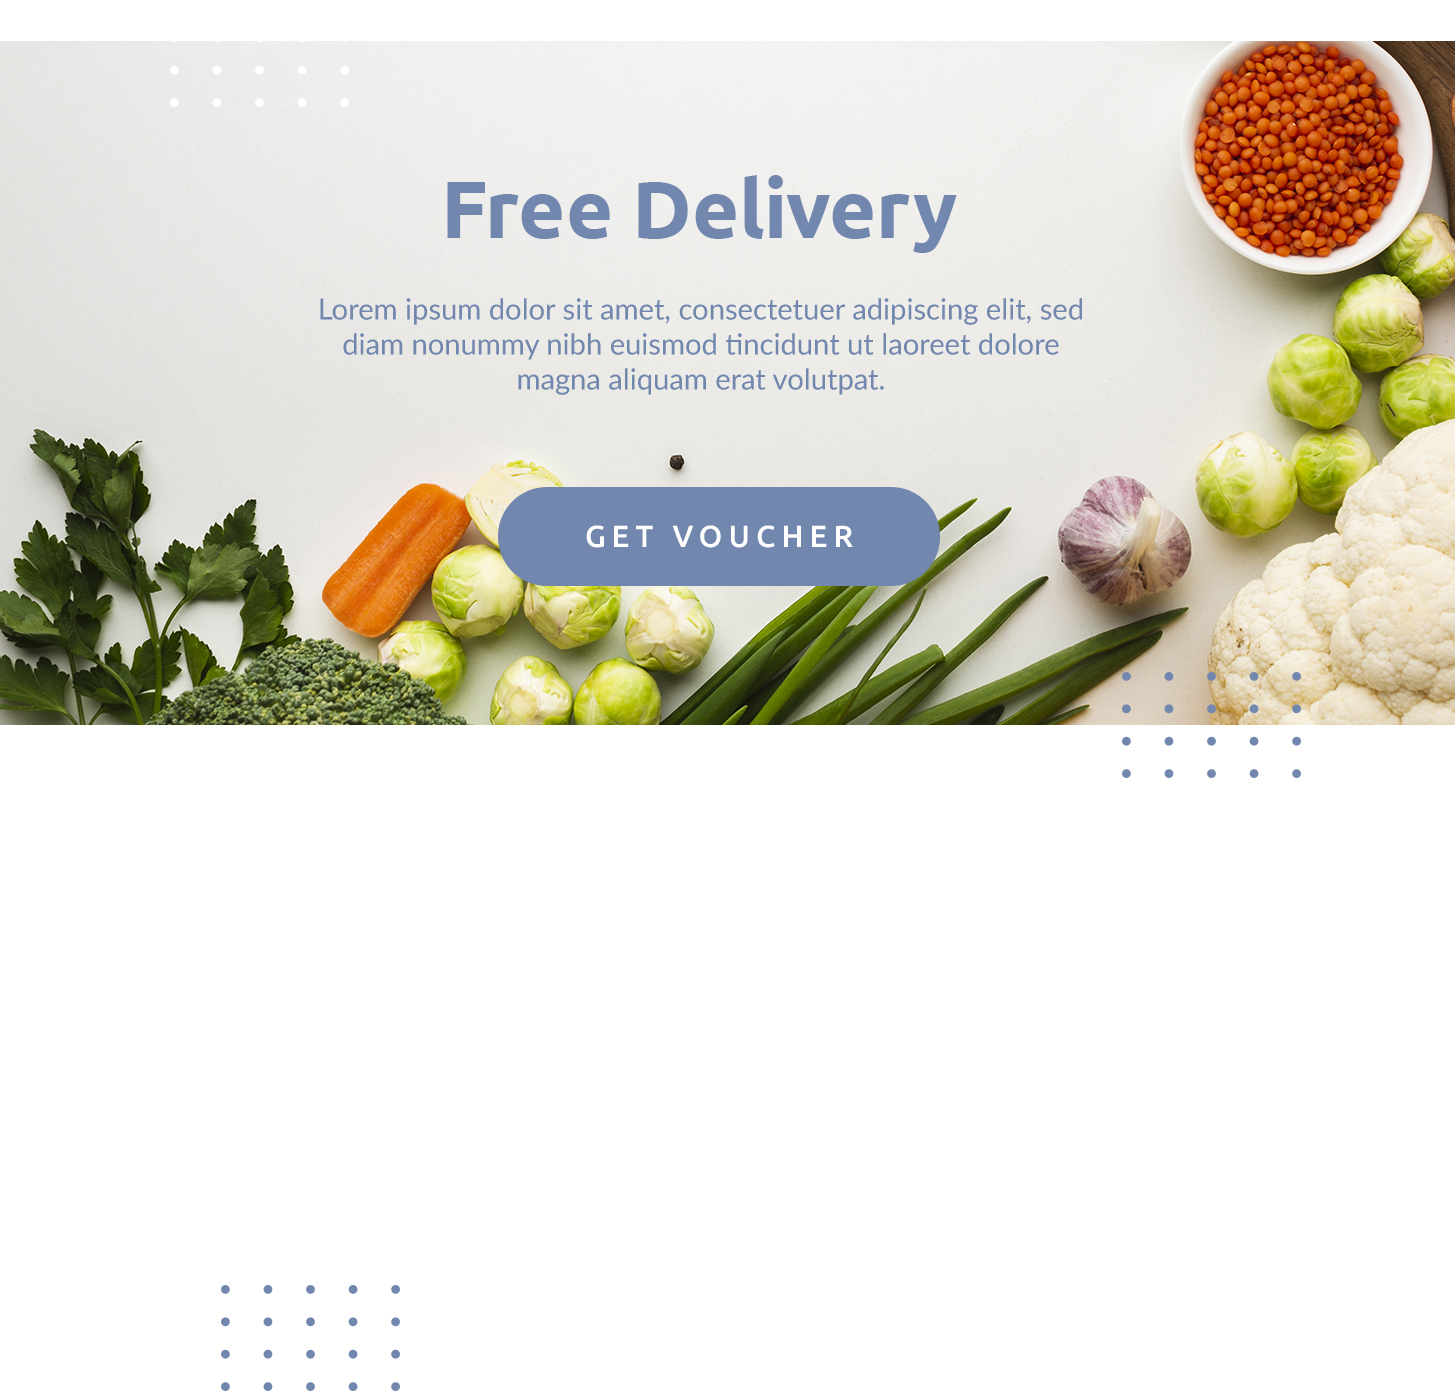 Free Delivery
Lorem ipsum dolor sit amet, consectetuer adipiscing elit, sed
diam nonummy nibh euismod tincidunt ut laoreet dolore
magna aliquam erat volutpat.
GET VOUCHER